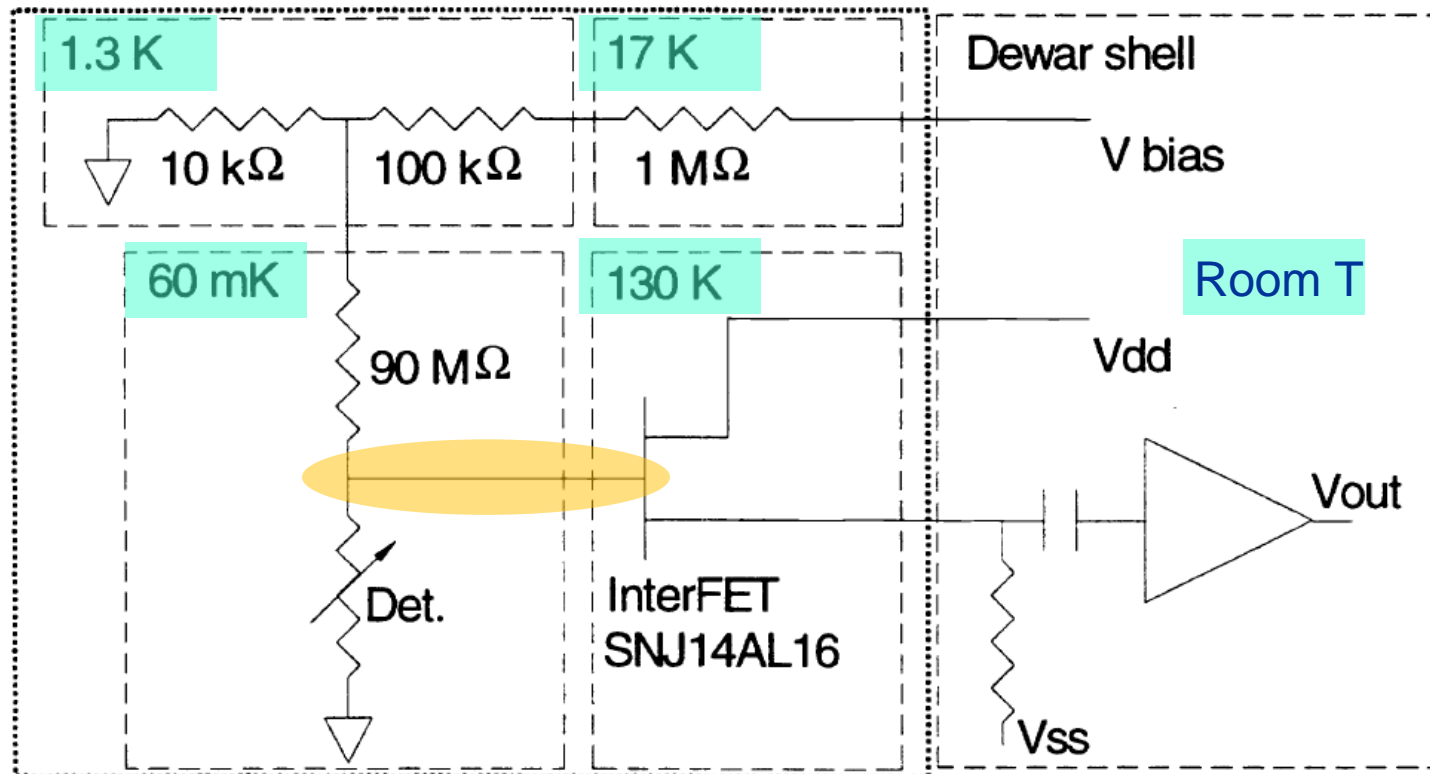 1.3 K
17 K
Dewar shell
10 kΩ
100 kΩ
1 MΩ
V bias
60 mK
130 K
Room T
90 MΩ
Vdd
Vout
Det.
InterFET
SNJ14AL16
Vss